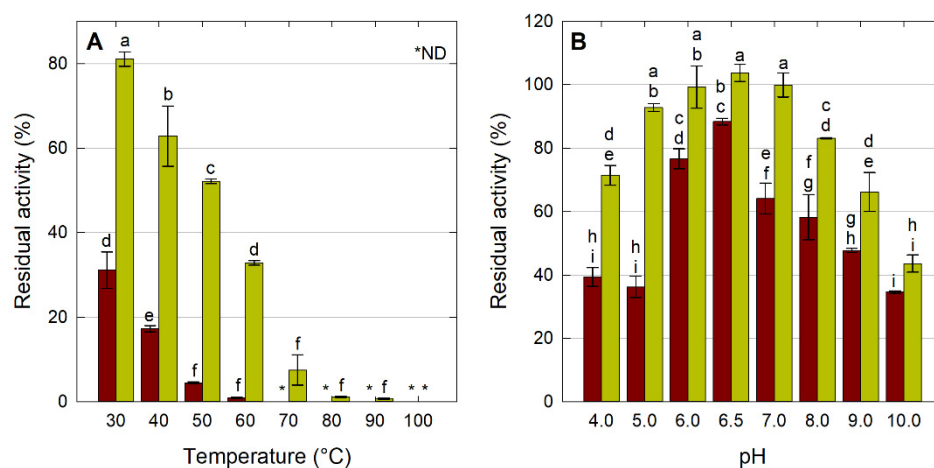 A
*ND
Residual activity (%)
80
60
40
20
0
a
b
c
d
d
e
f
f
f
f
f
* * * * *
30 40 50 60 70 80 90 100
Temperature (°C)
B
Residual activity (%)
120
100
80
60
40
20
0
d
e
a
b
a
b
b
c
a
a
c
d
d
e
h
i
h
i
c
d
e
f
f
g
g
h
h
i
i
4.0 5.0 6.0 6.5 7.0 8.0 9.0 10.0
pH